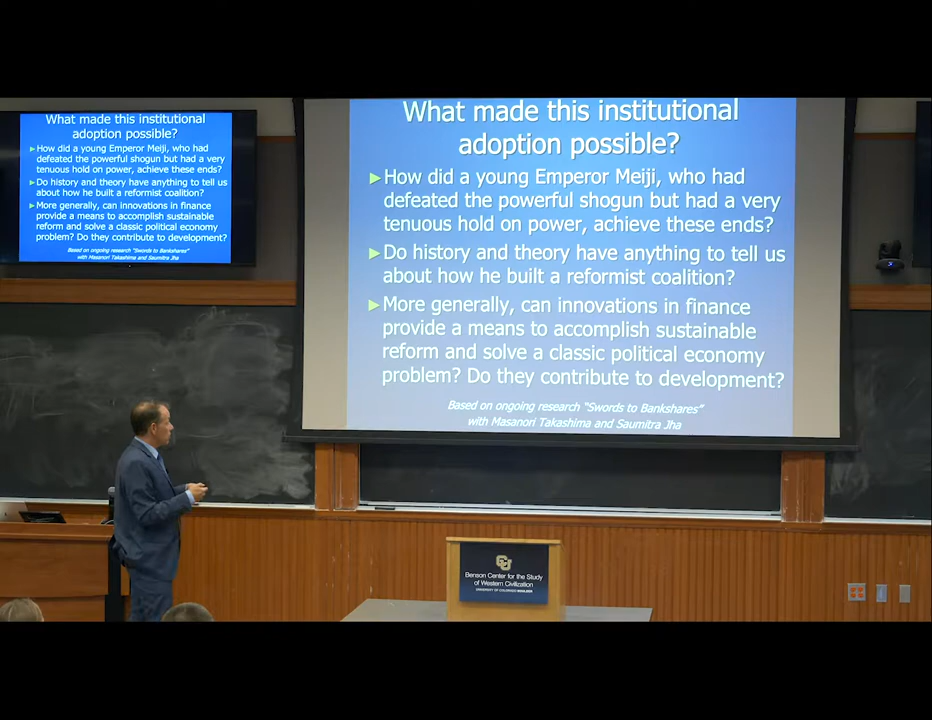 What made this institutional
adoption possible?
►How did a young Emperor Meiji, who had
defeated the powerful shogun but had a very
tenuous hold on power, achieve these ends?
►Do history and theory have anything to tell us
about how he built a reformist coalition?
►More generally, can innovations in finance
provide a means to accomplish sustainable
reform and solve a classic political economy
problem? Do they contribute to development?
Based on ongoing research "Swords to Bankshares"
with Masanori Takashima and Saumitra Jha
What made this institutional
adoption possible?
►How did a young Emperor Meiji, who had
defeated the powerful shogun but had a very
tenuous hold on power, achieve these ends?
►Do history and theory have anything to tell us
about how he built a reformist coalition?
►More generally, can innovations in finance
provide a means to accomplish sustainable
reform and solve a classic political economy
problem? Do they contribute to development?
Based on ongoing research "Swords to Bankshares"
with Masanori Takashima and Saumitra Jha
CU
Benson Center for the Study
of Western Civilization
UNIVERSITY OF COLORADO BOULDER